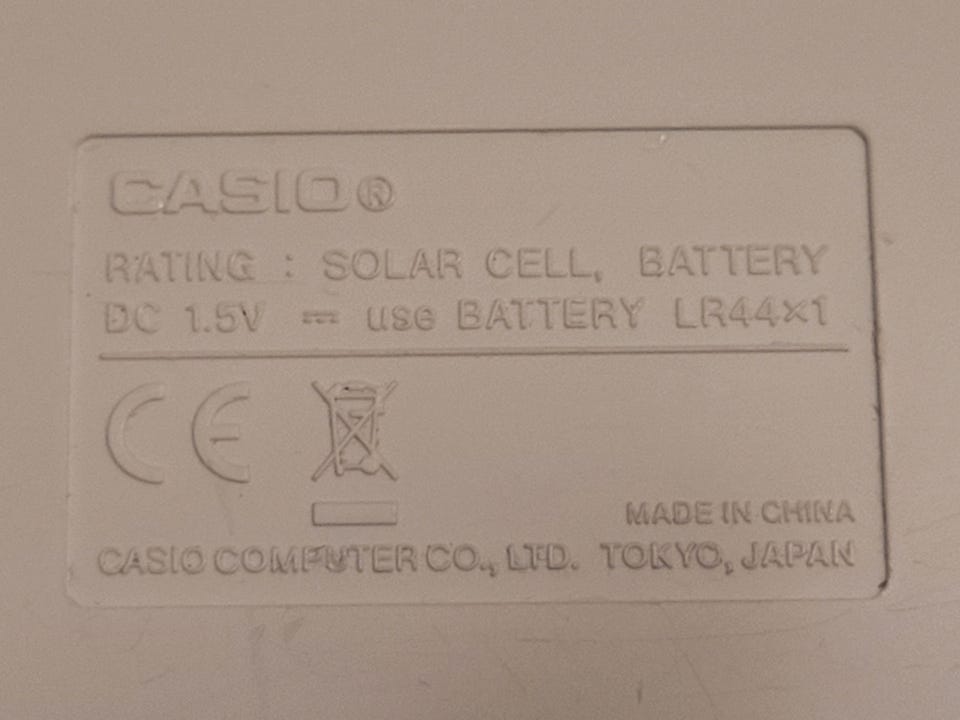 CASIO®
RATING : SOLAR CELL, BATTERY
DC 1.5V ⎓ use BATTERY LR44×1
CE
MADE IN CHINA
CASIO COMPUTER CO., LTD. TOKYO, JAPAN